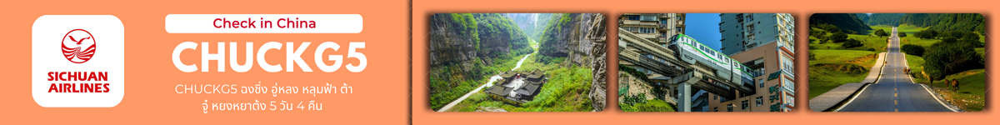 SICHUAN
AIRLINES
Check in China
CHUCKG5
CHUCKG5 ฉงชิ่ง อู่หลง หลุมฟ้า ต้า
จู๋ หยงหยาต้ง 5 วัน 4 คืน